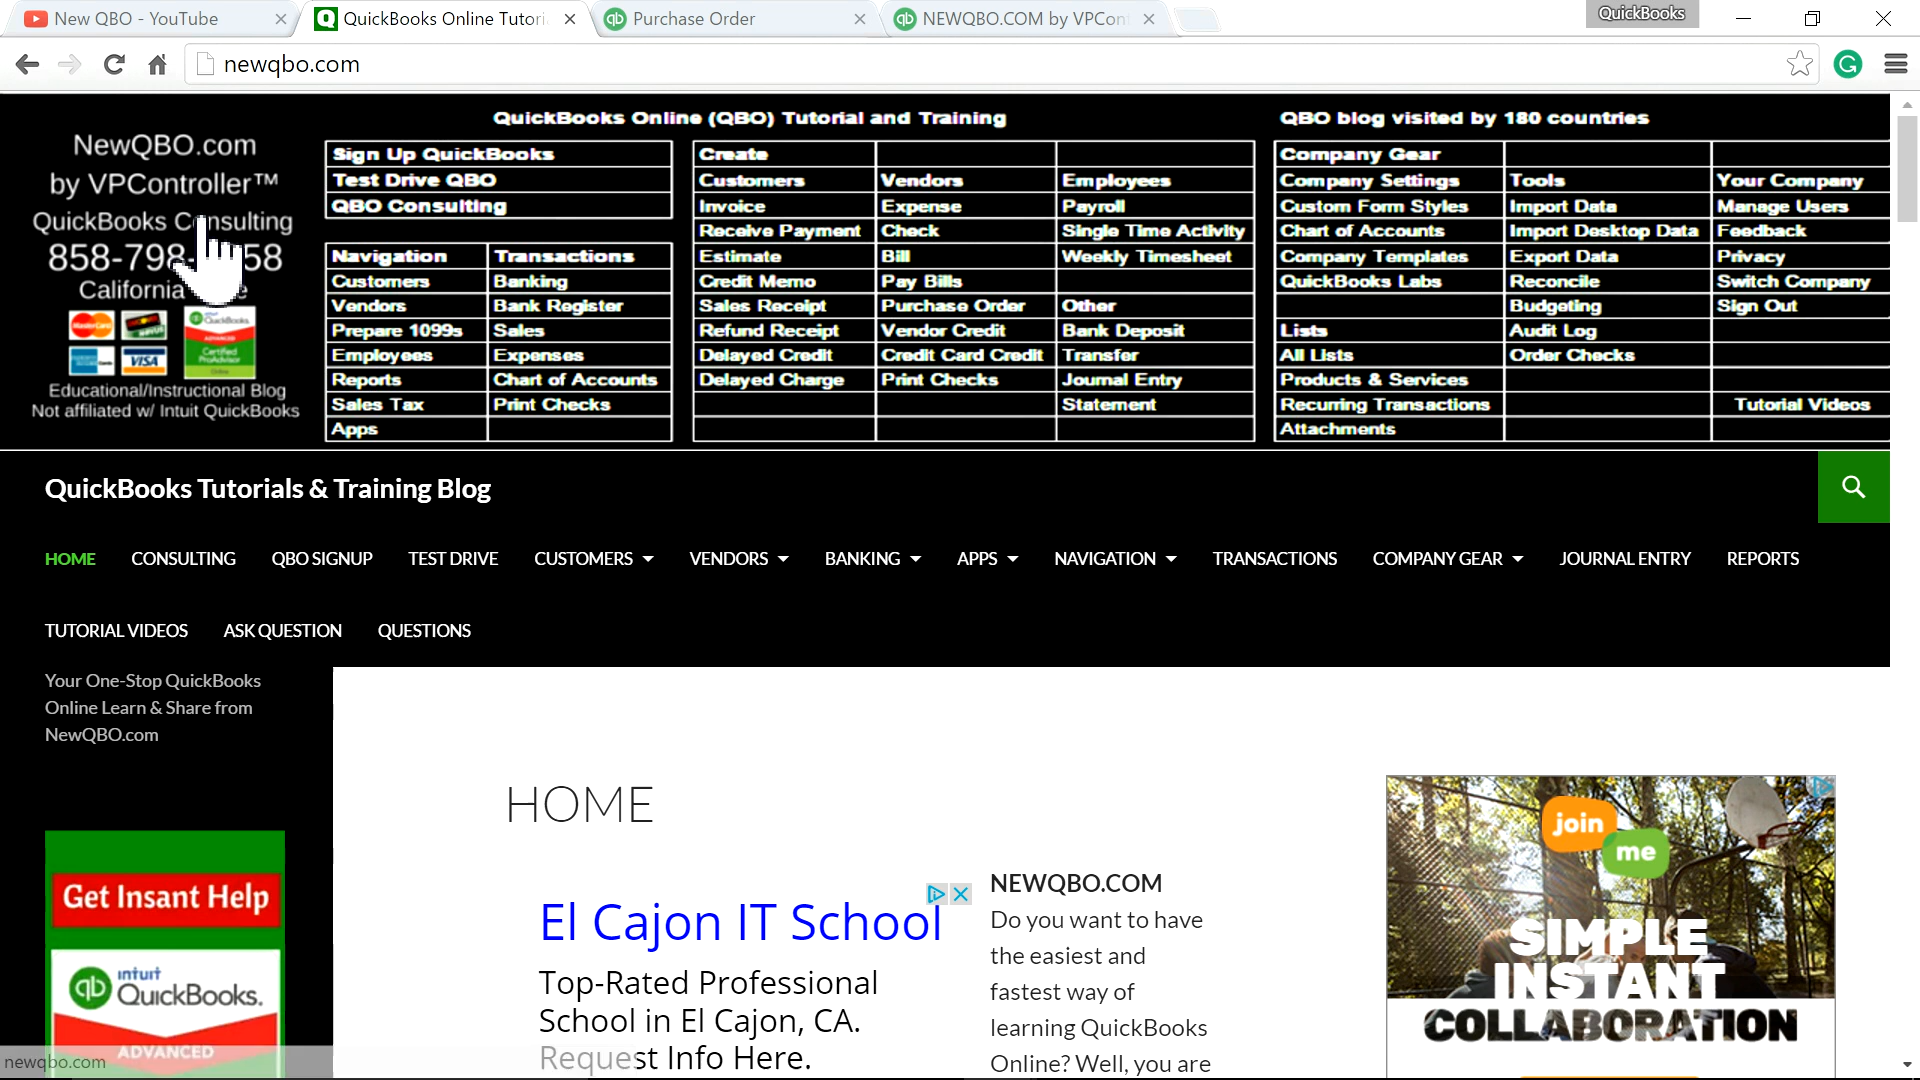 New QBO - YouTube
QuickBooks Online Tutori
Purchase Order
NEWQBO.COM by VPCon
QuickBooks
newqbo.com
NewQBO.com
by VPController™
QuickBooks Consulting
California
Educational/Instructional Blog
Not affiliated w/ Intuit QuickBooks
QuickBooks Online (QBO) Tutorial and Training
QBO blog visited by 180 countries
Sign Up QuickBooks
Test Drive QBO
QBO Consulting
Navigation Transactions
Customers Banking
Vendors Bank Register
Prepare 1099s Sales
Employees Expenses
Reports Chart of Accounts
Sales Tax Print Checks
Apps
Create
Customers Vendors Employees
Invoice Expense Payroll
Receive Payment Check Single Time Activity
Estimate Bill Weekly Timesheet
Credit Memo Pay Bills
Sales Receipt Purchase Order Other
Refund Receipt Vendor Credit Bank Deposit
Delayed Credit Credit Card Credit Transfer
Delayed Charge Print Checks Journal Entry
Statement
Company Gear
Company Settings Tools Your Company
Custom Form Styles Import Data Manage Users
Chart of Accounts Import Desktop Data Feedback
Company Templates Export Data Privacy
QuickBooks Labs Reconcile Switch Company
Budgeting Sign Out
Lists Audit Log
All Lists Order Checks
Products & Services
Recurring Transactions Tutorial Videos
Attachments
QuickBooks Tutorials & Training Blog
HOME CONSULTING QBO SIGNUP TEST DRIVE CUSTOMERS VENDORS BANKING APPS NAVIGATION TRANSACTIONS COMPANY GEAR JOURNAL ENTRY REPORTS
TUTORIAL VIDEOS ASK QUESTION QUESTIONS
Your One-Stop QuickBooks
Online Learn & Share from
NewQBO.com
Get Insant Help
intuit
QuickBooks.
ADVANCED
HOME
El Cajon IT School
Top-Rated Professional
School in El Cajon, CA.
Request Info Here.
NEWQBO.COM
Do you want to have
the easiest and
fastest way of
learning QuickBooks
Online? Well, you are
join
me
SIMPLE
INSTANT
COLLABORATION
newqbo.com